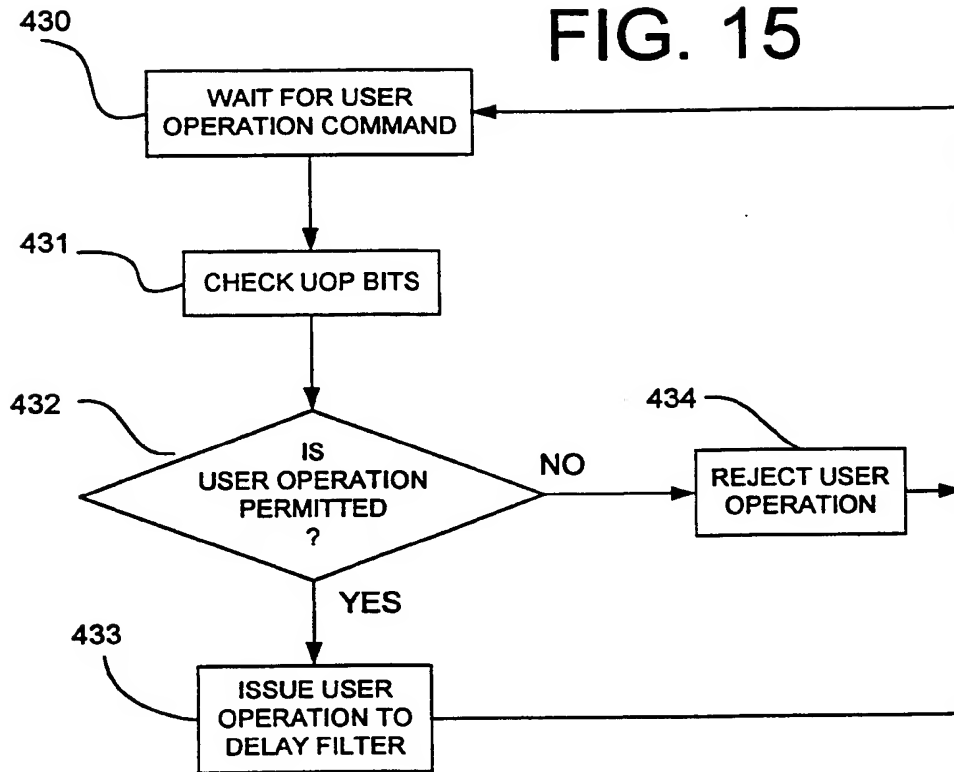 FIG. 15
430
WAIT FOR USER
OPERATION COMMAND
431
CHECK UOP BITS
432
IS
USER OPERATION
PERMITTED
?
NO
434
REJECT USER
OPERATION
YES
433
ISSUE USER
OPERATION TO
DELAY FILTER